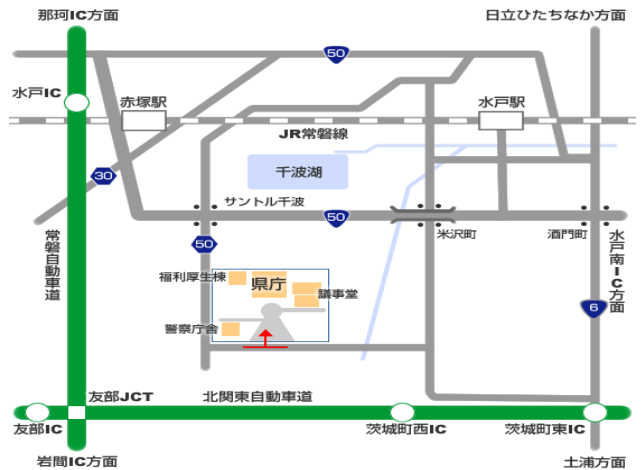 那珂IC方面
日立ひたちなか方面
50
水戸IC
赤塚駅
水戸駅
JR常磐線
30
千波湖
サントル千波
50
米沢町
酒門町
常磐自動車道
50
水戸南IC方面
福利厚生棟
県庁
議事堂
6
警察庁舎
友部JCT
北関東自動車道
友部IC
茨城町西IC
茨城町東IC
岩間IC方面
土浦方面